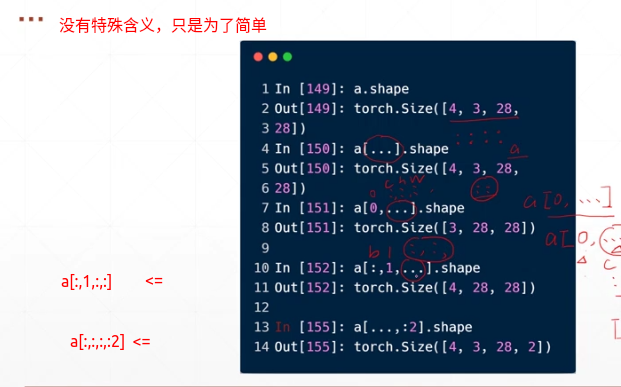 ... 没有特殊含义，只是为了简单
1 In [149]: a.shape
2 Out[149]: torch.Size([4, 3, 28,
3 28])
4 In [150]: a[...].shape
5 Out[150]: torch.Size([4, 3, 28,
6 28])
7 In [151]: a[0,...].shape
8 Out[151]: torch.Size([3, 28, 28])
9
10 In [152]: a[:,1,...].shape
11 Out[152]: torch.Size([4, 28, 28])
12
13 In [155]: a[...,:2].shape
14 Out[155]: torch.Size([4, 3, 28, 2])
a
a[0, ...]
a[0, ...
b 1
c
a[:,1,:,:] <=
a[:,:,:,:2] <=